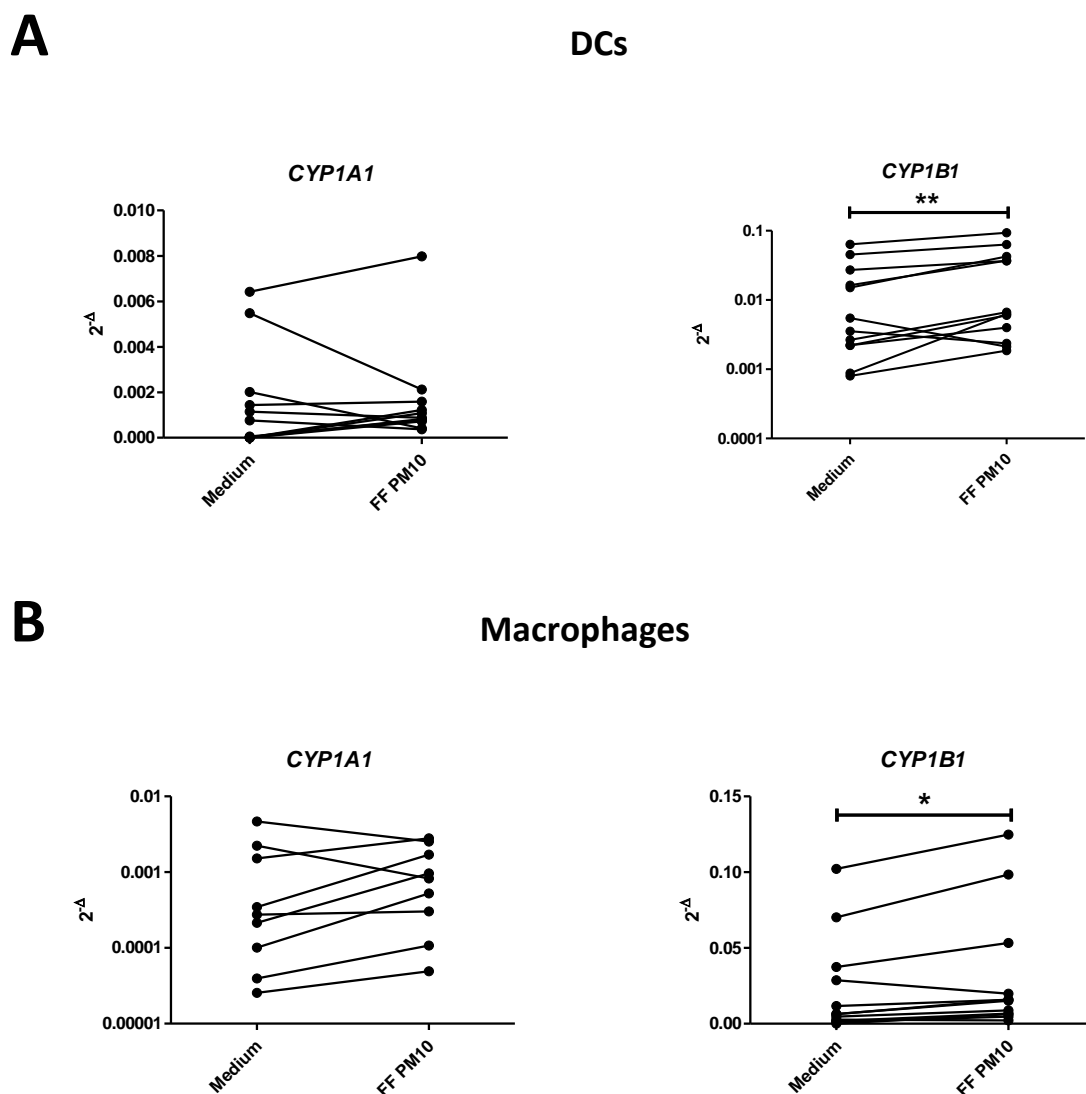 A
DCs
CYP1A1
0.010
0.008
0.006
0.004
0.002
0.000
2-Δ
Medium
FF PM10
CYP1B1
**
0.1
0.01
0.001
0.0001
2-Δ
Medium
FF PM10
B
Macrophages
CYP1A1
0.01
0.001
0.0001
0.00001
2-Δ
Medium
FF PM10
CYP1B1
*
0.15
0.10
0.05
0.00
2-Δ
Medium
FF PM10